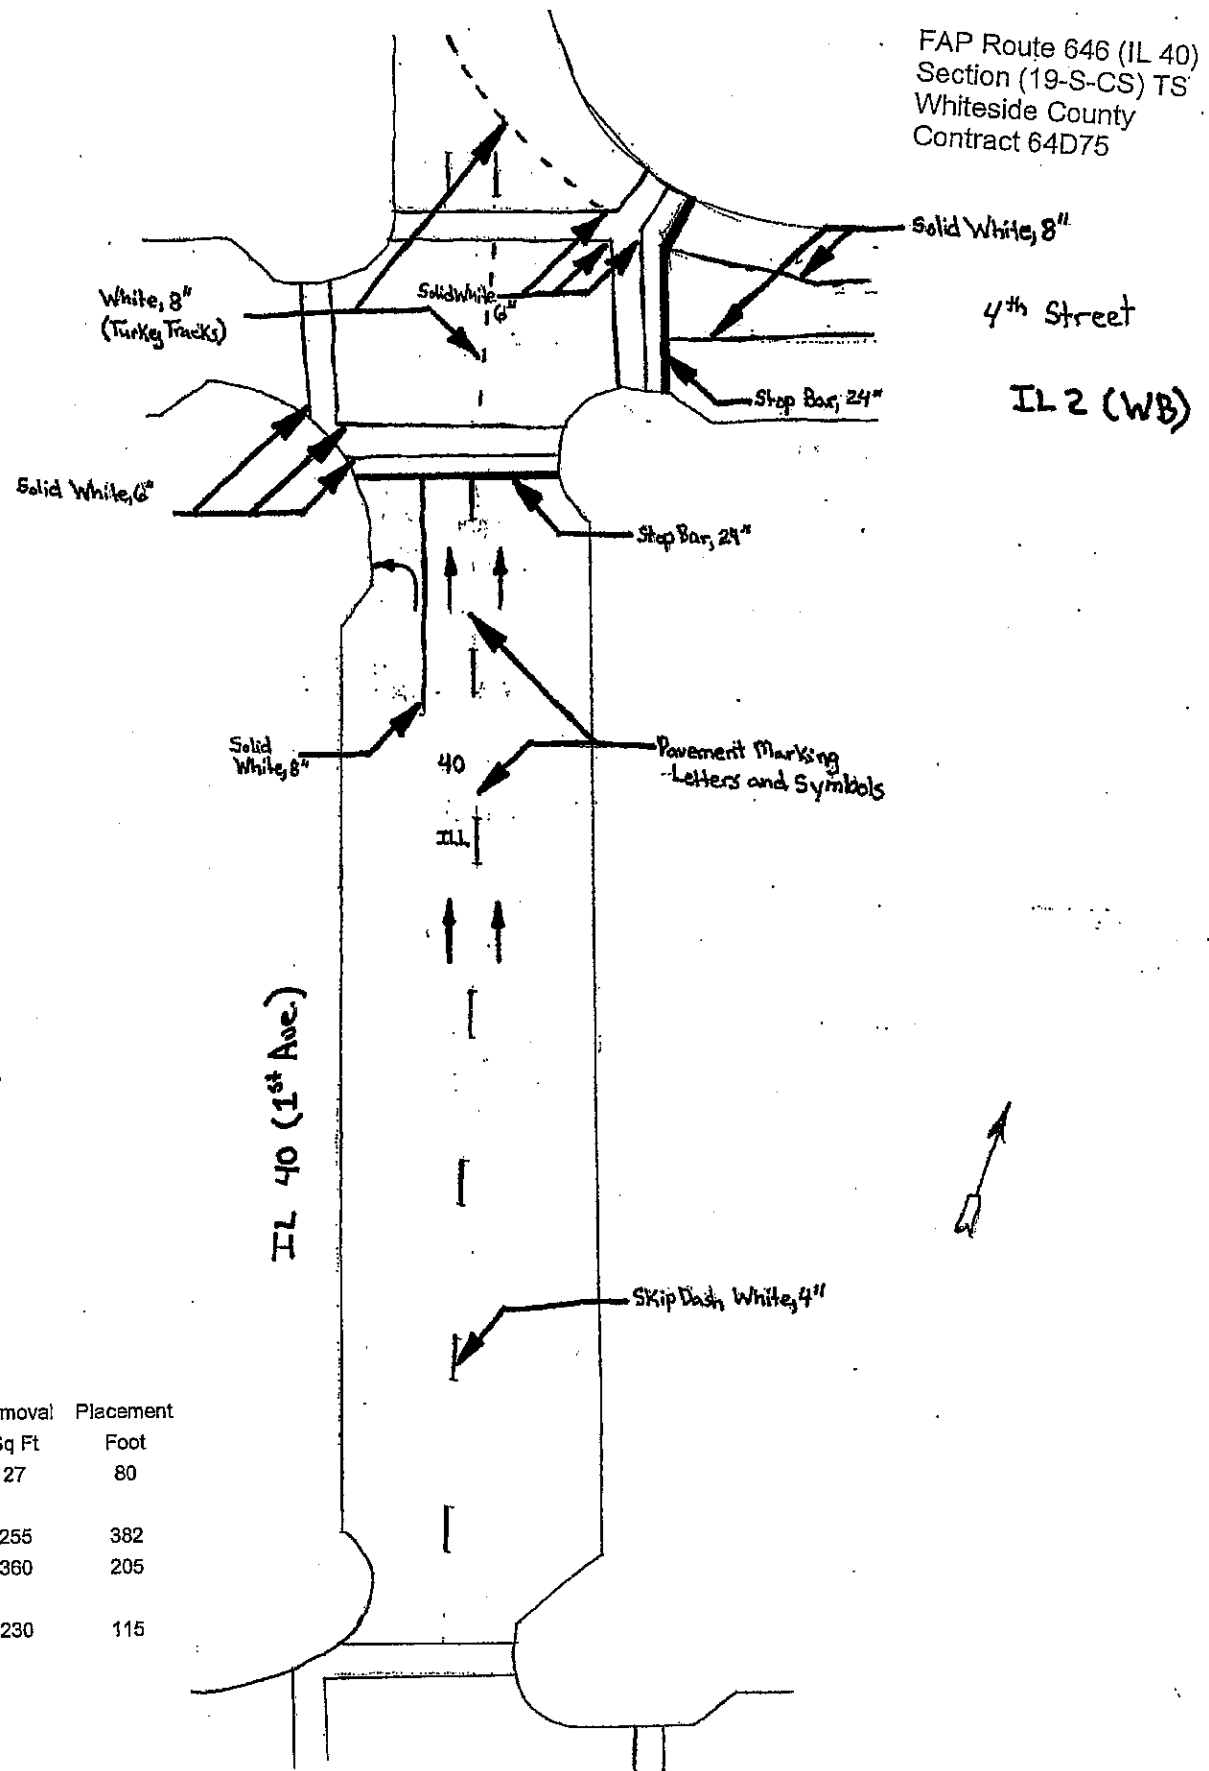 FAP Route 646 (IL 40)
Section (19-S-CS) TS
Whiteside County
Contract 64D75
Solid White, 8"
White, 8"
(Turkey Tracks)
Solid White
6"
4th Street
Stop Bar, 24"
IL 2 (WB)
Solid White, 6"
Stop Bar, 24"
Solid
White, 8"
40
Pavement Marking
Letters and Symbols
ILL
IL 40 (1st Ave.)
Skip Dash, White, 4"
moval Placement
Sq Ft Foot
27 80
255 382
360 205
230 115